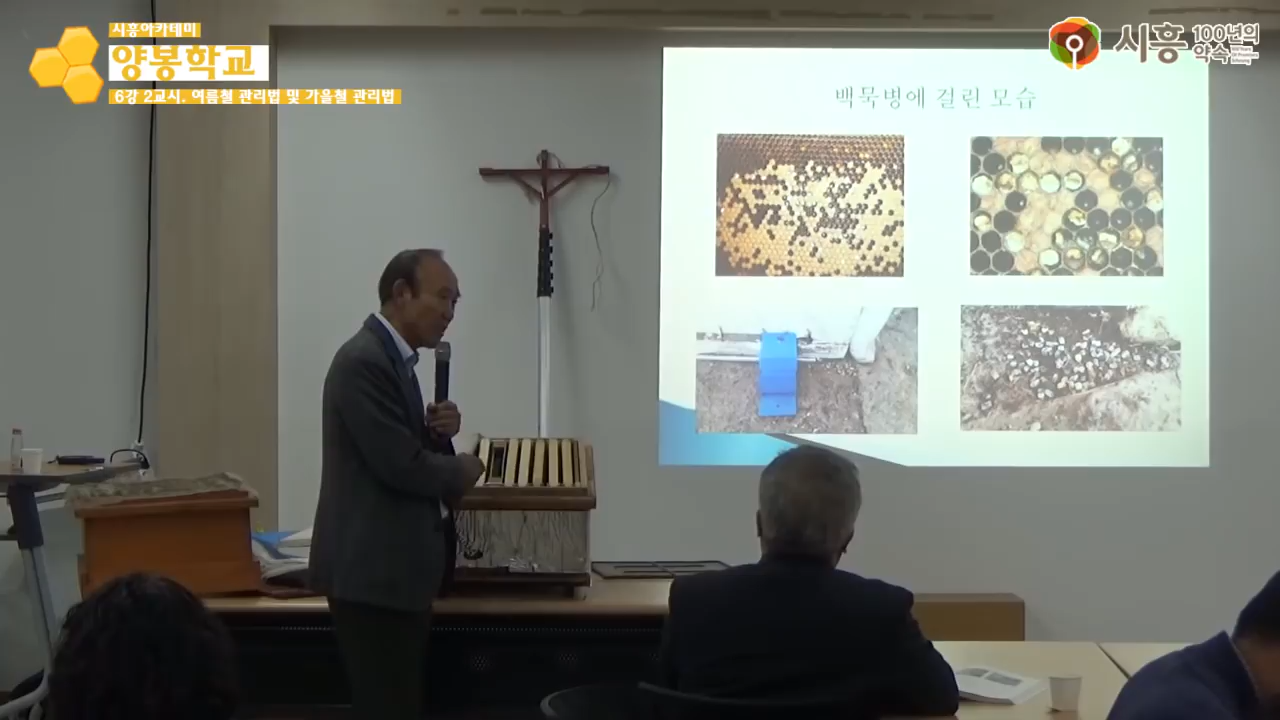 시흥아카데미
양봉학교
6강 2교시. 여름철 관리법 및 가을철 관리법
시흥
100년의
약속
백묵병에 걸린 모습